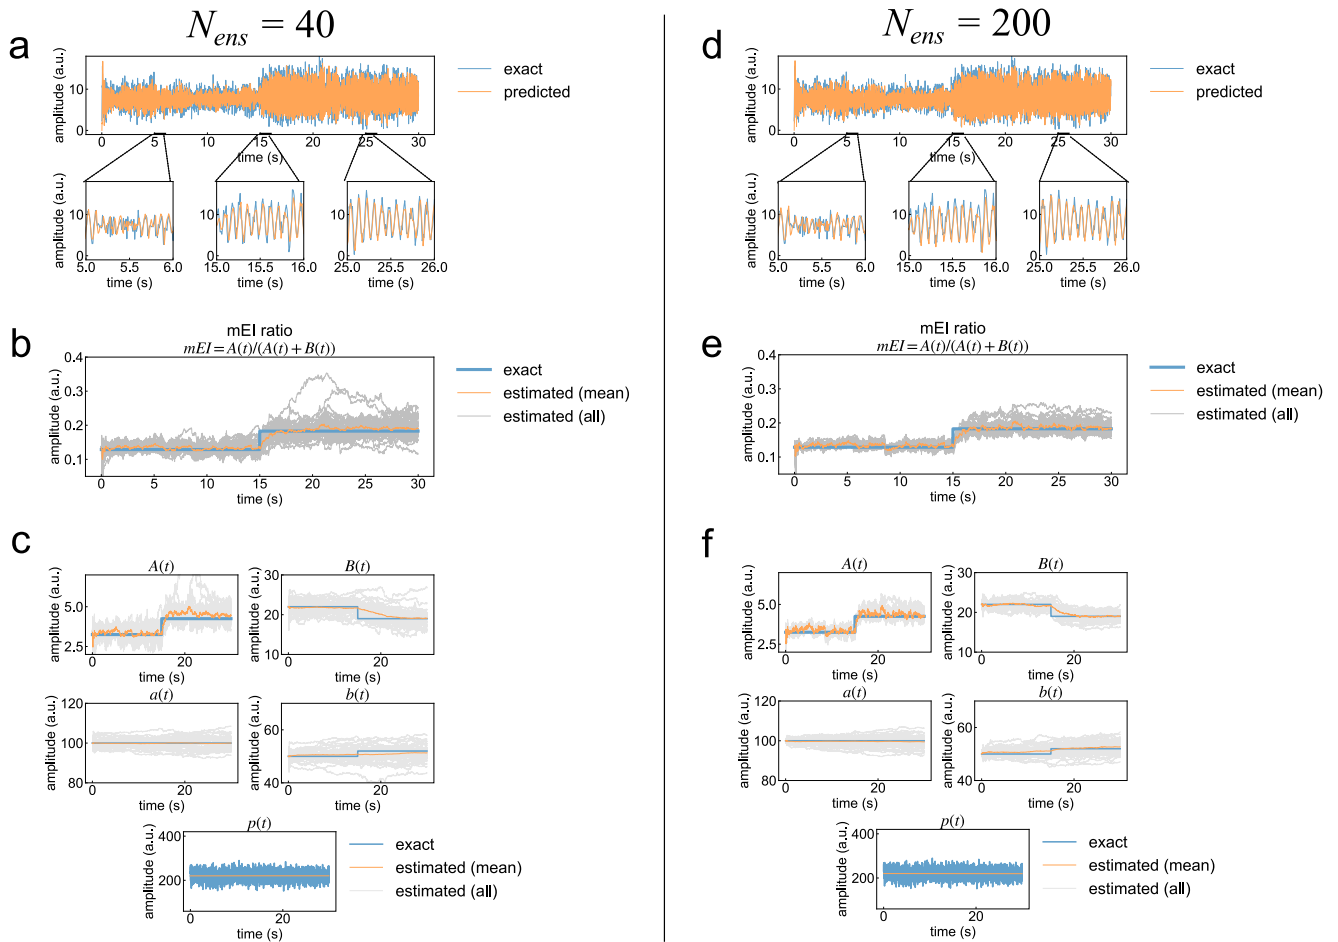 N_ens = 40
a
amplitude (a.u.)
10
0
0 5 10 15 20 25 30
time (s)
exact
predicted
amplitude (a.u.)
10
0
5.0 5.5 6.0
time (s)
10
0
15.0 15.5 16.0
time (s)
10
0
25.0 25.5 26.0
time (s)
b
mEI ratio
mEI = A(t)/(A(t) + B(t))
amplitude (a.u.)
0.4
0.3
0.2
0.1
0 5 10 15 20 25 30
time (s)
exact
estimated (mean)
estimated (all)
c
A(t)
amplitude (a.u.)
5.0
2.5
0 20
time (s)
B(t)
amplitude (a.u.)
30
20
10
0 20
time (s)
a(t)
amplitude (a.u.)
120
100
80
0 20
time (s)
b(t)
amplitude (a.u.)
60
40
0 20
time (s)
p(t)
amplitude (a.u.)
400
200
0 20
time (s)
exact
estimated (mean)
estimated (all)
N_ens = 200
d
amplitude (a.u.)
10
0
0 5 10 15 20 25 30
time (s)
exact
predicted
amplitude (a.u.)
10
0
5.0 5.5 6.0
time (s)
10
0
15.0 15.5 16.0
time (s)
10
0
25.0 25.5 26.0
time (s)
e
mEI ratio
mEI = A(t)/(A(t) + B(t))
amplitude (a.u.)
0.4
0.3
0.2
0.1
0 5 10 15 20 25 30
time (s)
exact
estimated (mean)
estimated (all)
f
A(t)
amplitude (a.u.)
5.0
2.5
0 20
time (s)
B(t)
amplitude (a.u.)
30
20
10
0 20
time (s)
a(t)
amplitude (a.u.)
120
100
80
0 20
time (s)
b(t)
amplitude (a.u.)
60
40
0 20
time (s)
p(t)
amplitude (a.u.)
400
200
0 20
time (s)
exact
estimated (mean)
estimated (all)